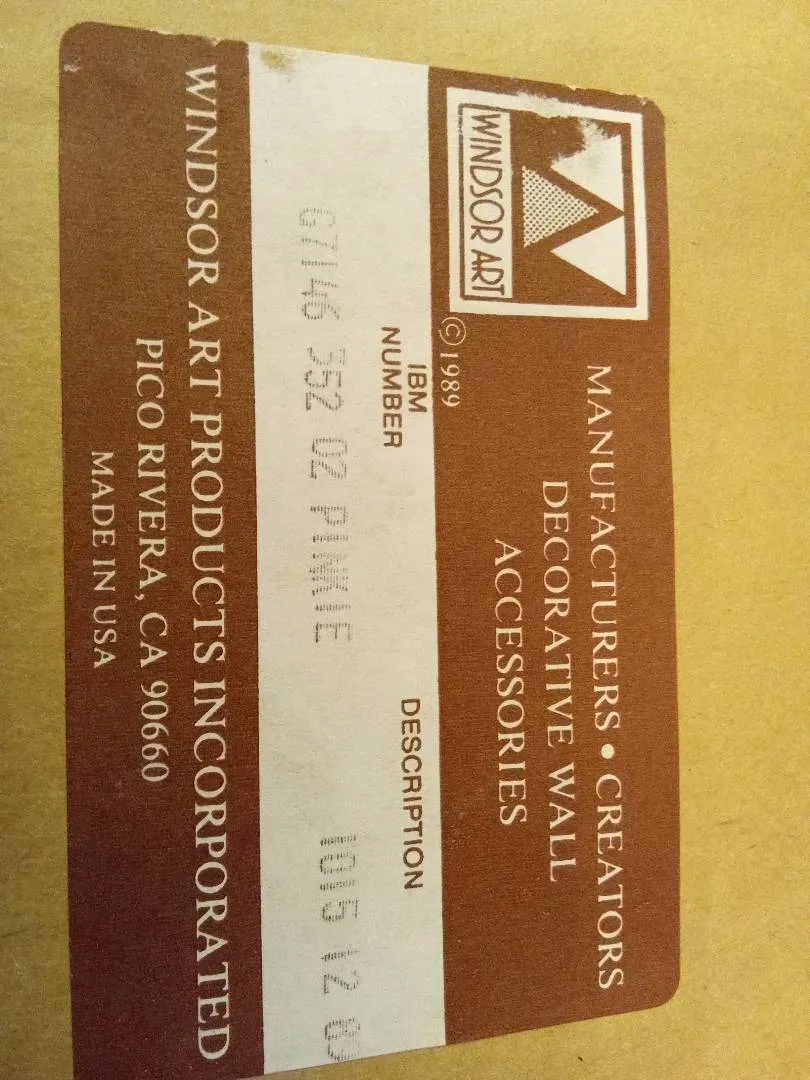 WINDSOR ART
© 1989
MANUFACTURERS • CREATORS
DECORATIVE WALL
ACCESSORIES
IBM
NUMBER
DESCRIPTION
G7146 352 02 PINKIE
WINDSOR ART PRODUCTS INCORPORATED
PICO RIVERA, CA 90660
MADE IN USA